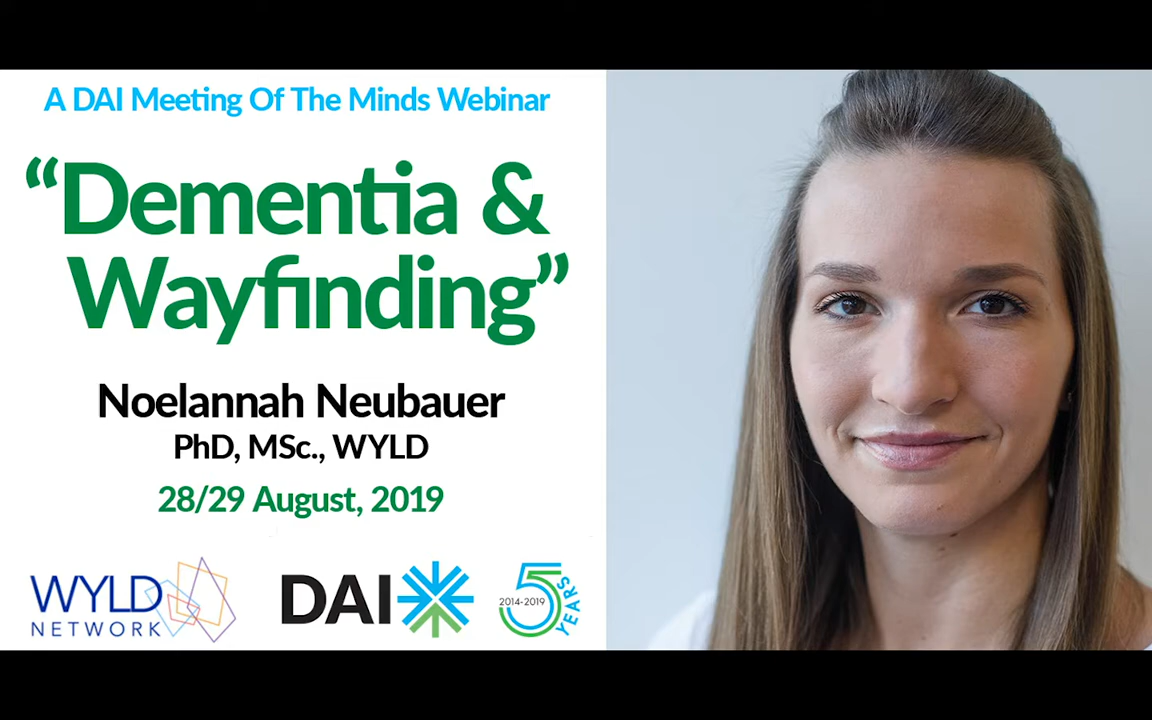 A DAI Meeting Of The Minds Webinar
“Dementia &
Wayfinding”
Noelannah Neubauer
PhD, MSc., WYLD
28/29 August, 2019
WYLD
NETWORK
DAI
5
2014-2019
YEARS